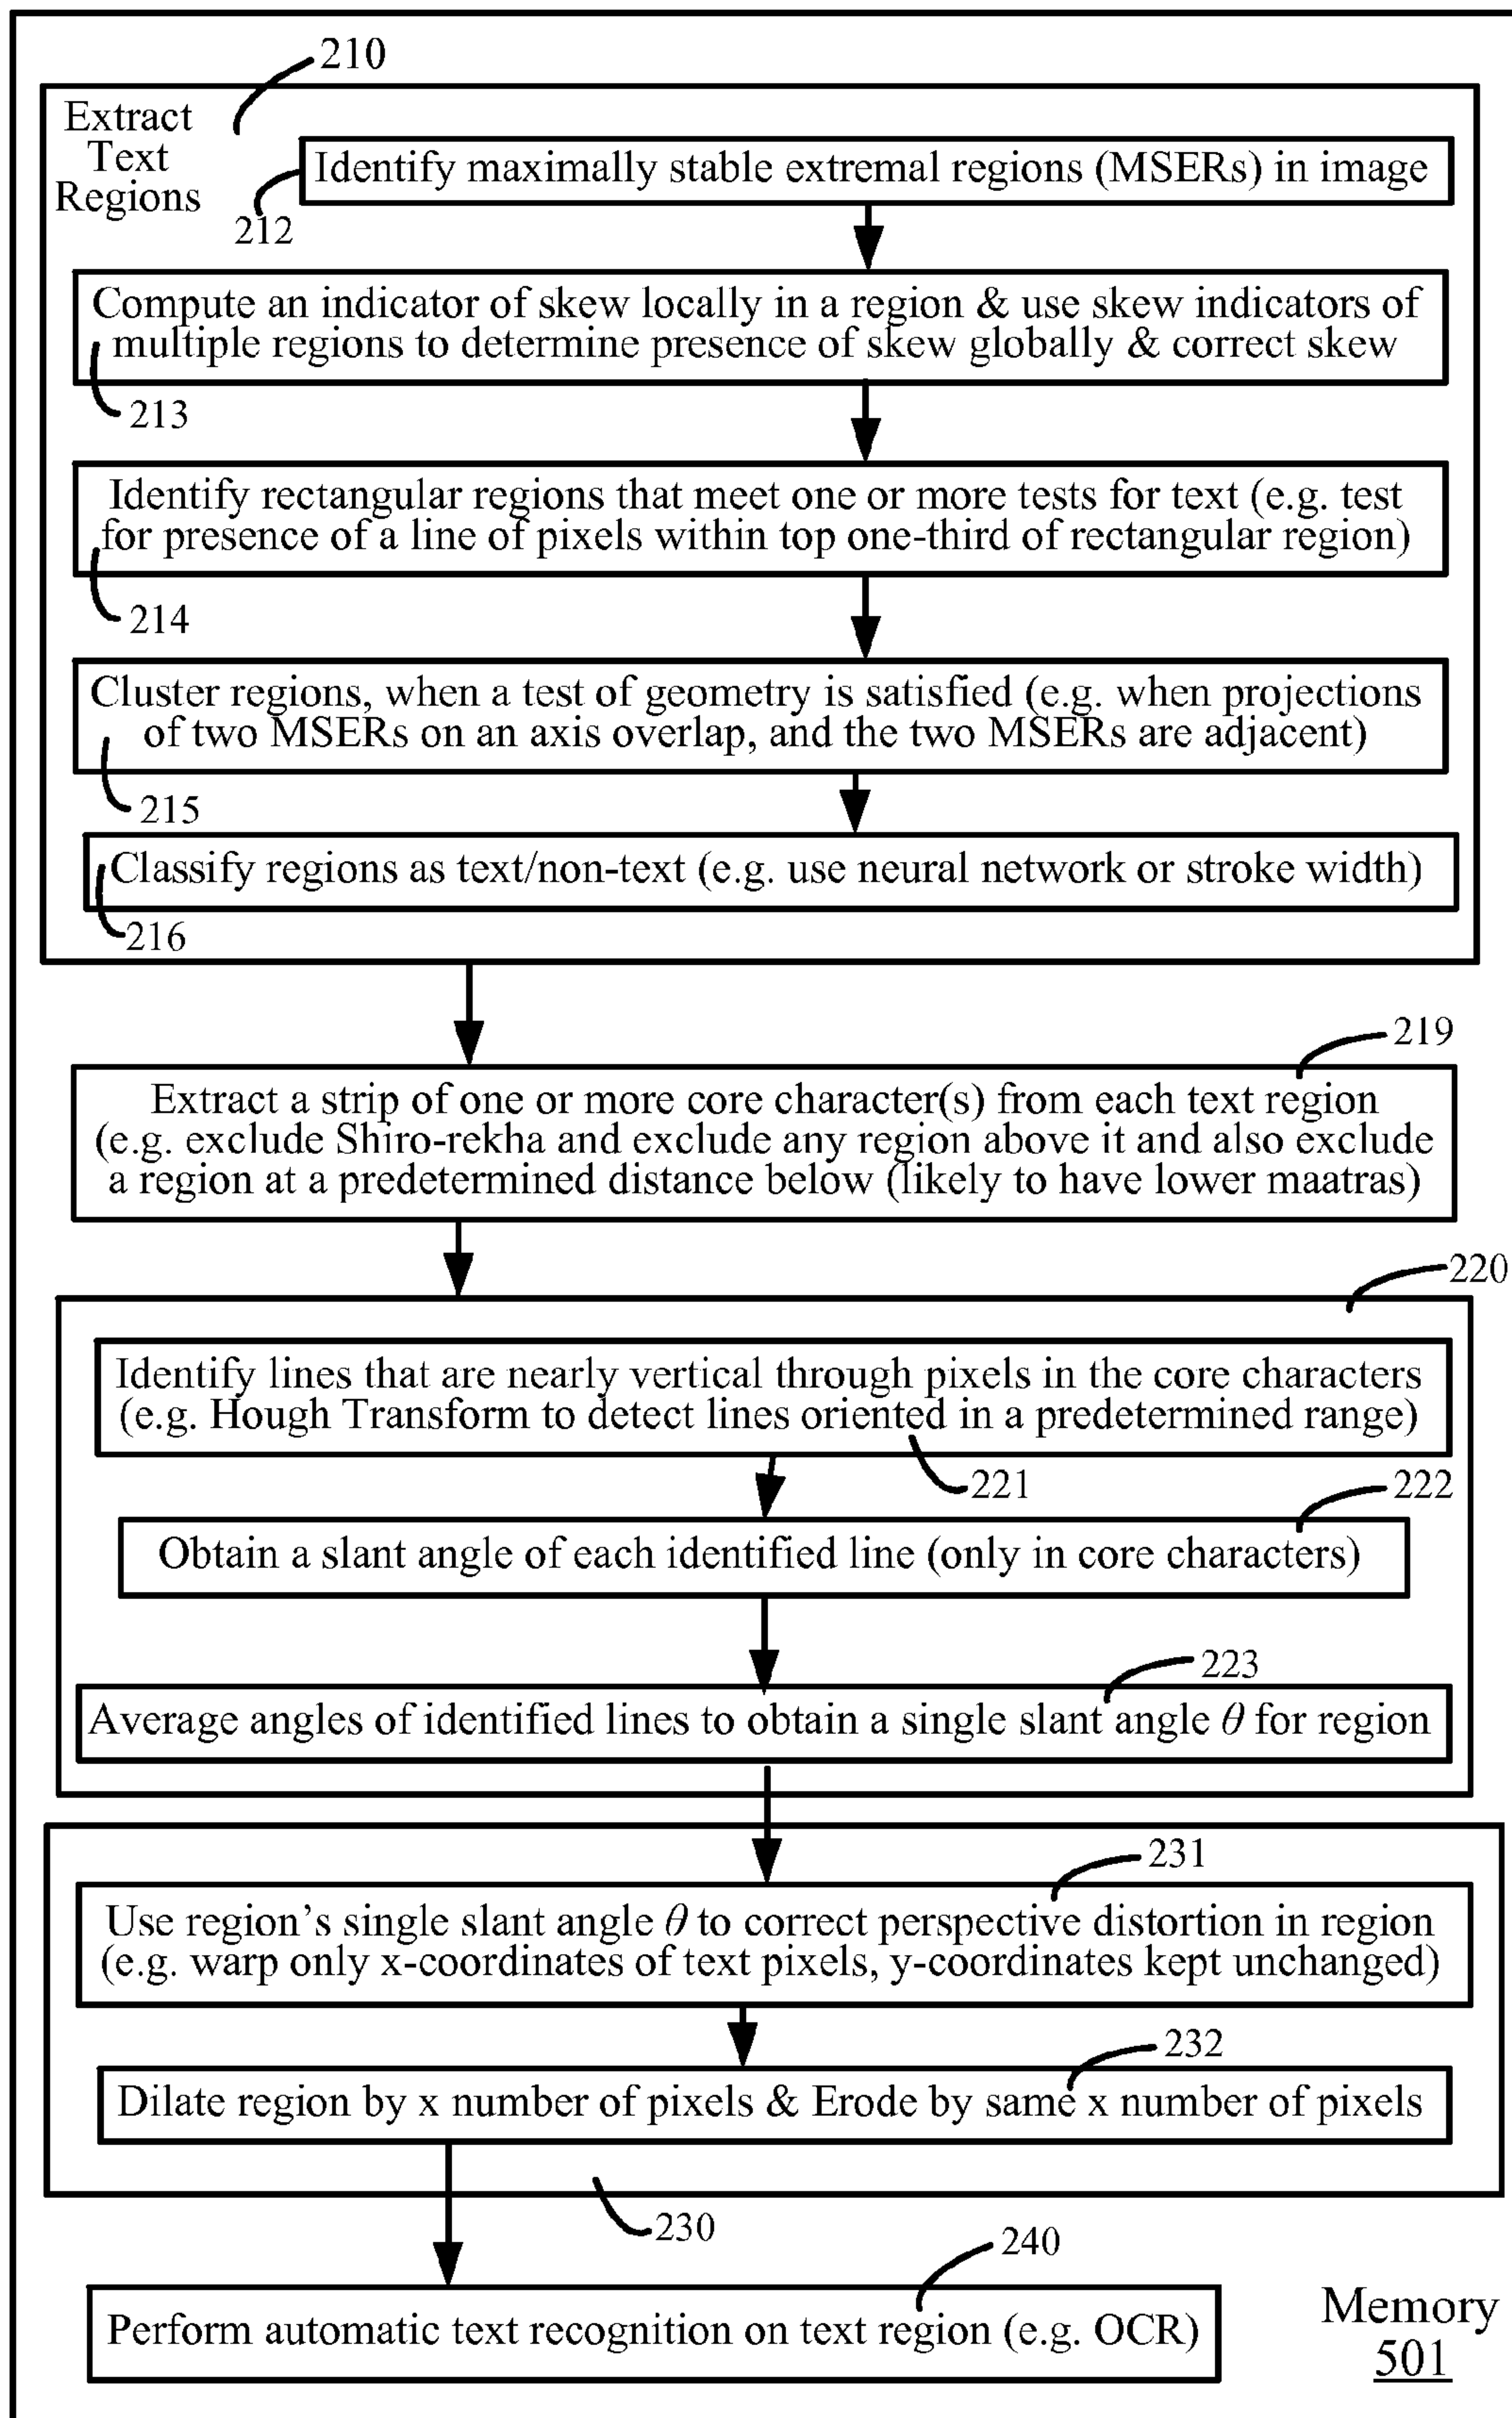 210
Extract
Text
Regions
Identify maximally stable extremal regions (MSERs) in image
212
Compute an indicator of skew locally in a region & use skew indicators of
multiple regions to determine presence of skew globally & correct skew
213
Identify rectangular regions that meet one or more tests for text (e.g. test
for presence of a line of pixels within top one-third of rectangular region)
214
Cluster regions, when a test of geometry is satisfied (e.g. when projections
of two MSERs on an axis overlap, and the two MSERs are adjacent)
215
Classify regions as text/non-text (e.g. use neural network or stroke width)
216
219
Extract a strip of one or more core character(s) from each text region
(e.g. exclude Shiro-rekha and exclude any region above it and also exclude
a region at a predetermined distance below (likely to have lower maatras)
220
Identify lines that are nearly vertical through pixels in the core characters
(e.g. Hough Transform to detect lines oriented in a predetermined range)
221
222
Obtain a slant angle of each identified line (only in core characters)
223
Average angles of identified lines to obtain a single slant angle θ for region
231
Use region's single slant angle θ to correct perspective distortion in region
(e.g. warp only x-coordinates of text pixels, y-coordinates kept unchanged)
232
Dilate region by x number of pixels & Erode by same x number of pixels
230
240
Perform automatic text recognition on text region (e.g. OCR)
Memory
501